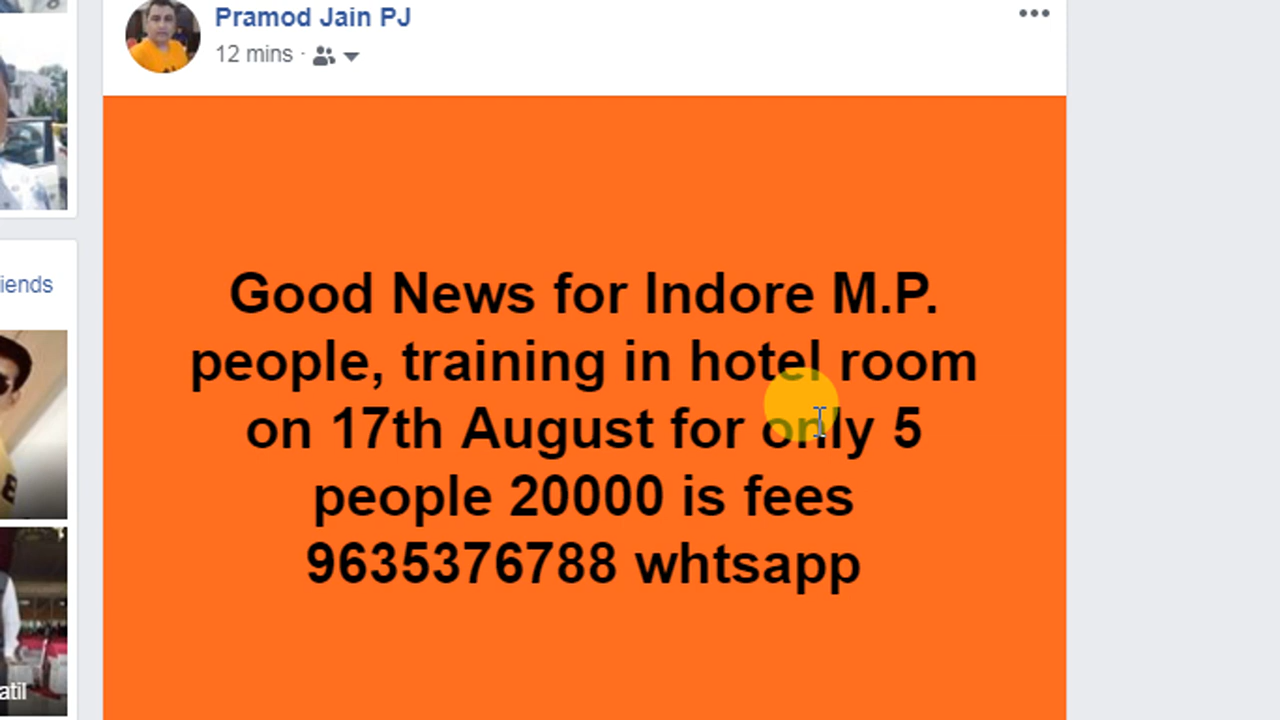 Pramod Jain PJ
12 mins ·
iends
Good News for Indore M.P.
people, training in hotel room
on 17th August for only 5
people 20000 is fees
9635376788 whtsapp
atil